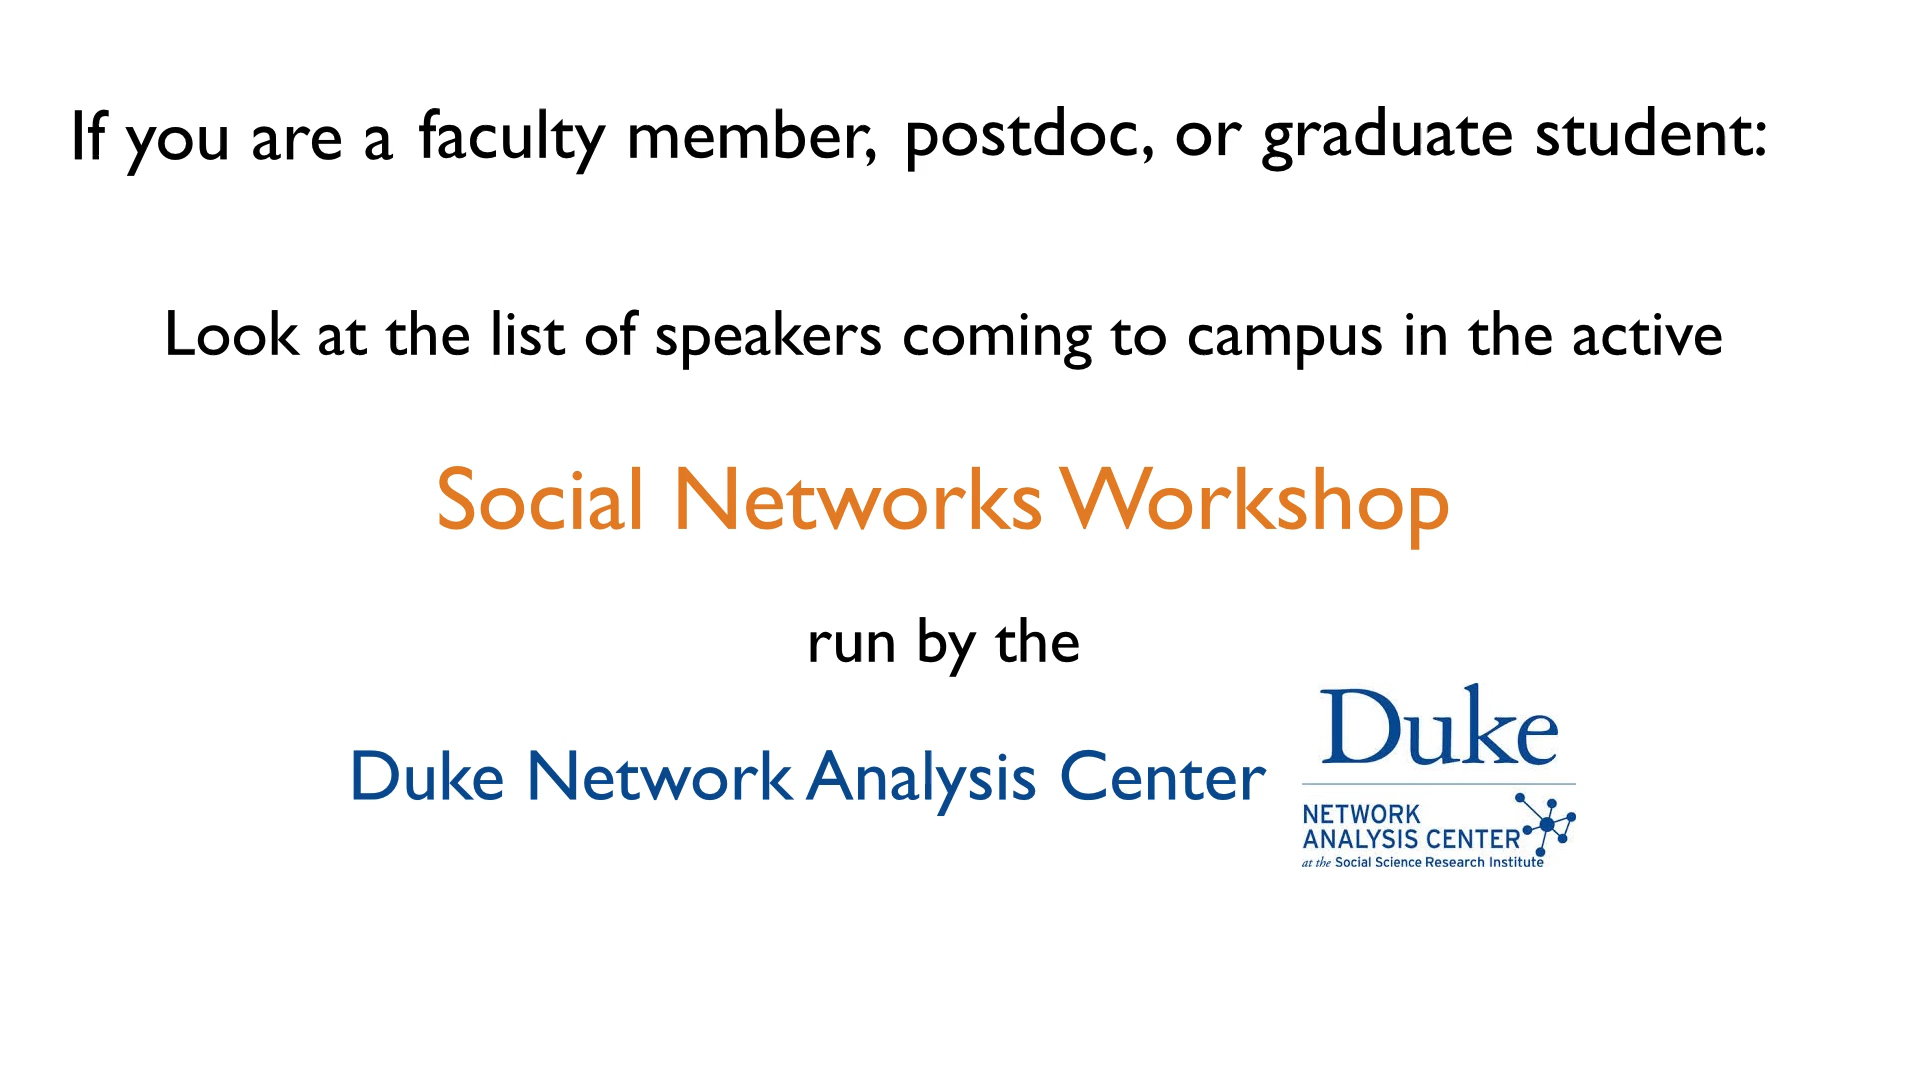 If you are a faculty member, postdoc, or graduate student:
Look at the list of speakers coming to campus in the active
Social Networks Workshop
run by the
Duke Network Analysis Center
Duke
NETWORK
ANALYSIS CENTER
at the Social Science Research Institute